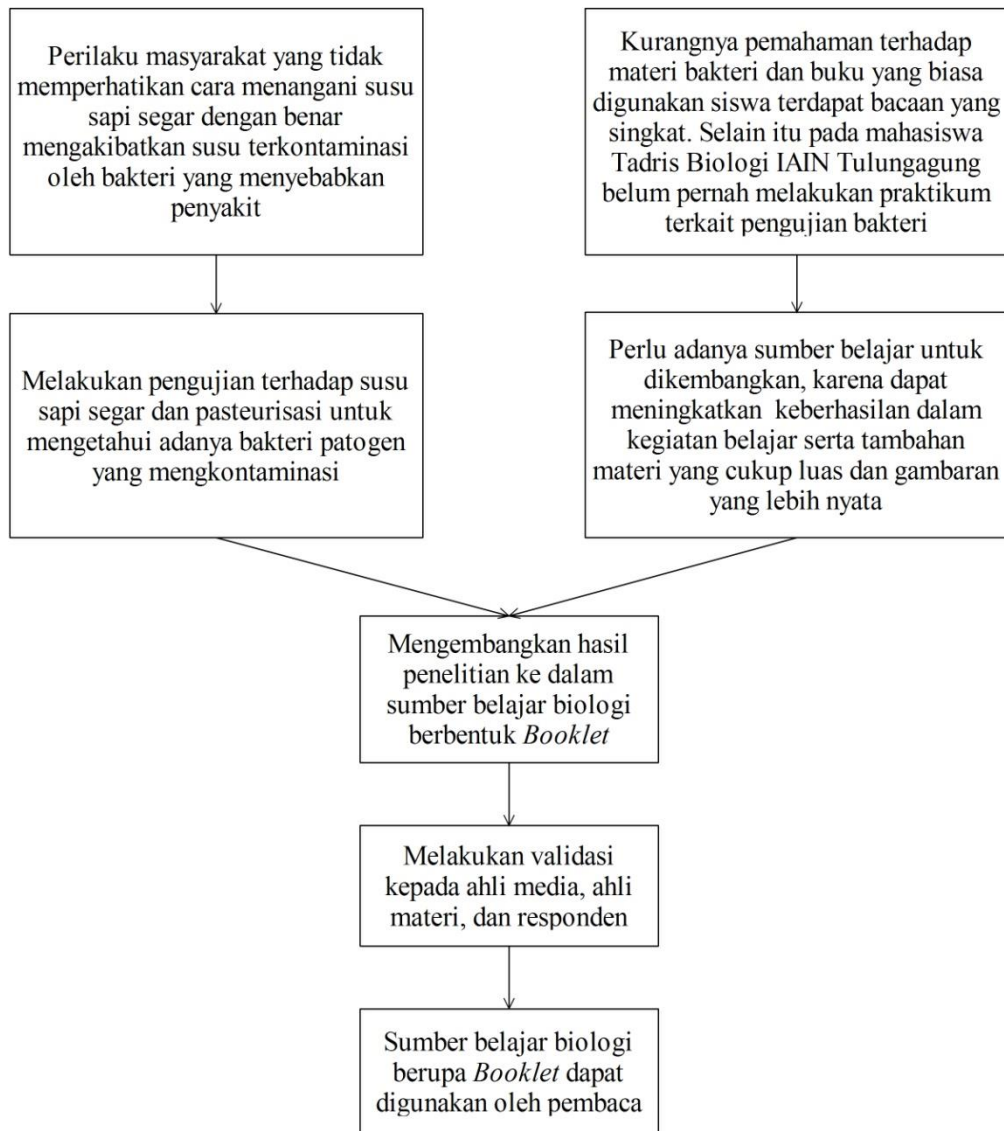 Perilaku masyarakat yang tidak
memperhatikan cara menangani susu
sapi segar dengan benar
mengakibatkan susu terkontaminasi
oleh bakteri yang menyebabkan
penyakit
Kurangnya pemahaman terhadap
materi bakteri dan buku yang biasa
digunakan siswa terdapat bacaan yang
singkat. Selain itu pada mahasiswa
Tadris Biologi IAIN Tulungagung
belum pernah melakukan praktikum
terkait pengujian bakteri
Melakukan pengujian terhadap susu
sapi segar dan pasteurisasi untuk
mengetahui adanya bakteri patogen
yang mengkontaminasi
Perlu adanya sumber belajar untuk
dikembangkan, karena dapat
meningkatkan keberhasilan dalam
kegiatan belajar serta tambahan
materi yang cukup luas dan gambaran
yang lebih nyata
Mengembangkan hasil
penelitian ke dalam
sumber belajar biologi
berbentuk Booklet
Melakukan validasi
kepada ahli media, ahli
materi, dan responden
Sumber belajar biologi
berupa Booklet dapat
digunakan oleh pembaca